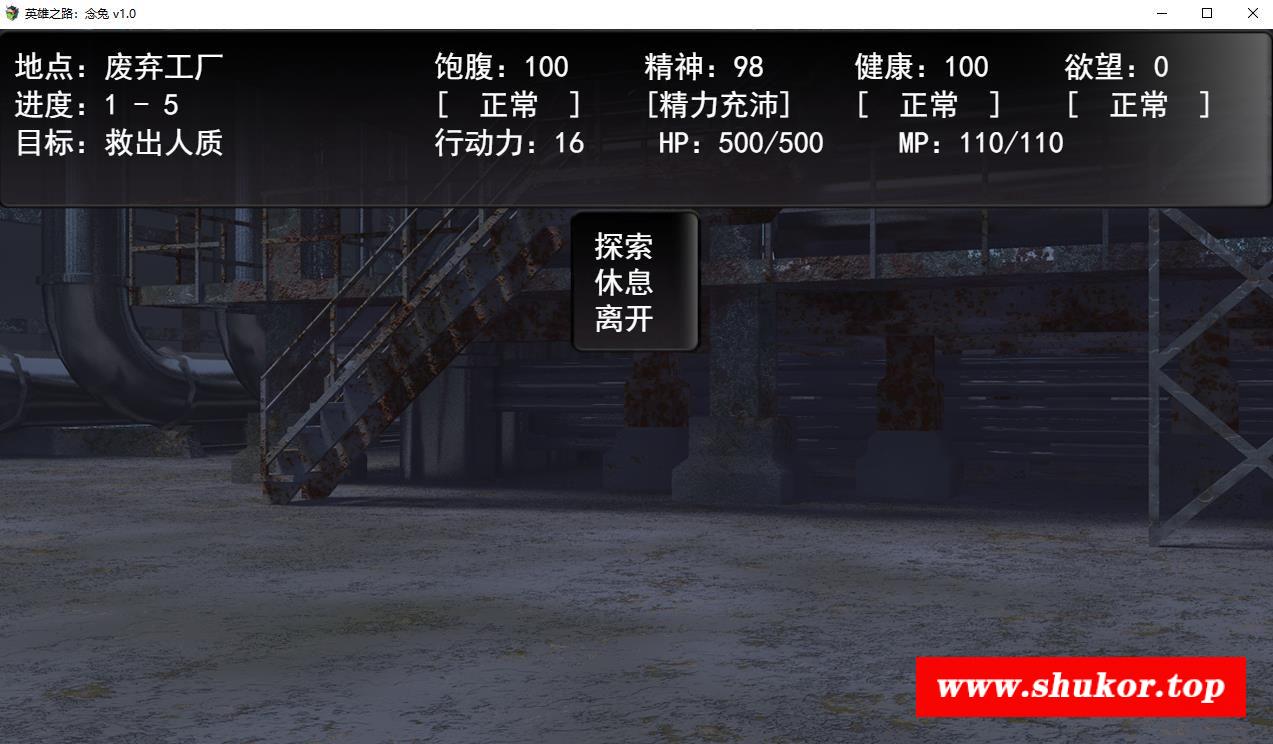 英雄之路：念兔 v1.0
地点：废弃工厂 饱腹：100 精神：98 健康：100 欲望：0
进度：1 - 5 [ 正常 ] [精力充沛] [ 正常 ] [ 正常 ]
目标：救出人质 行动力：16 HP：500/500 MP：110/110
探索
休息
离开
www.shukor.top